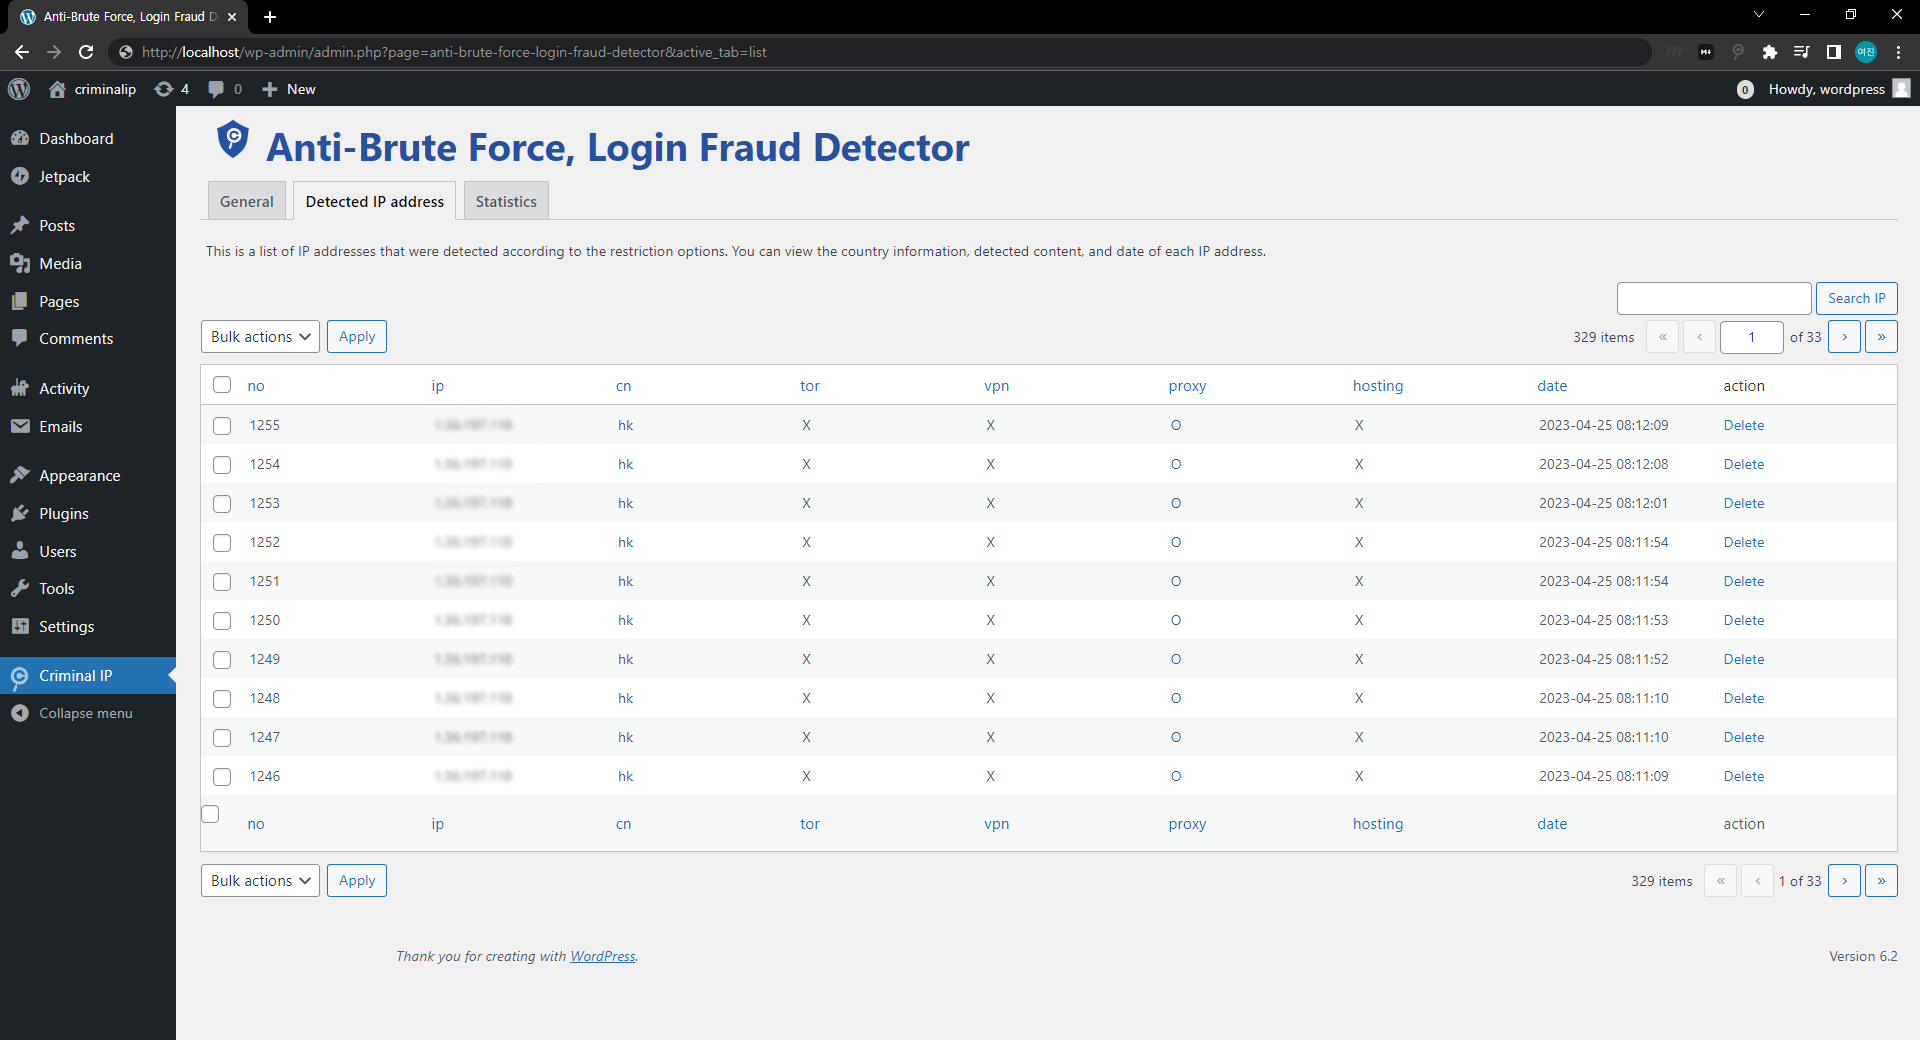 Anti-Brute Force, Login Fraud D
http://localhost/wp-admin/admin.php?page=anti-brute-force-login-fraud-detector&active_tab=list
여진
criminalip 4 0 New
0 Howdy, wordpress
Dashboard
Jetpack
Posts
Media
Pages
Comments
Activity
Emails
Appearance
Plugins
Users
Tools
Settings
Criminal IP
Collapse menu
Anti-Brute Force, Login Fraud Detector
General Detected IP address Statistics
This is a list of IP addresses that were detected according to the restriction options. You can view the country information, detected content, and date of each IP address.
Search IP
Bulk actions Apply 329 items « ‹ 1 of 33 › »
no ip cn tor vpn proxy hosting date action
1255 hk X X O X 2023-04-25 08:12:09 Delete
1254 hk X X O X 2023-04-25 08:12:08 Delete
1253 hk X X O X 2023-04-25 08:12:01 Delete
1252 hk X X O X 2023-04-25 08:11:54 Delete
1251 hk X X O X 2023-04-25 08:11:54 Delete
1250 hk X X O X 2023-04-25 08:11:53 Delete
1249 hk X X O X 2023-04-25 08:11:52 Delete
1248 hk X X O X 2023-04-25 08:11:10 Delete
1247 hk X X O X 2023-04-25 08:11:10 Delete
1246 hk X X O X 2023-04-25 08:11:09 Delete
no ip cn tor vpn proxy hosting date action
Bulk actions Apply 329 items « ‹ 1 of 33 › »
Thank you for creating with WordPress.
Version 6.2